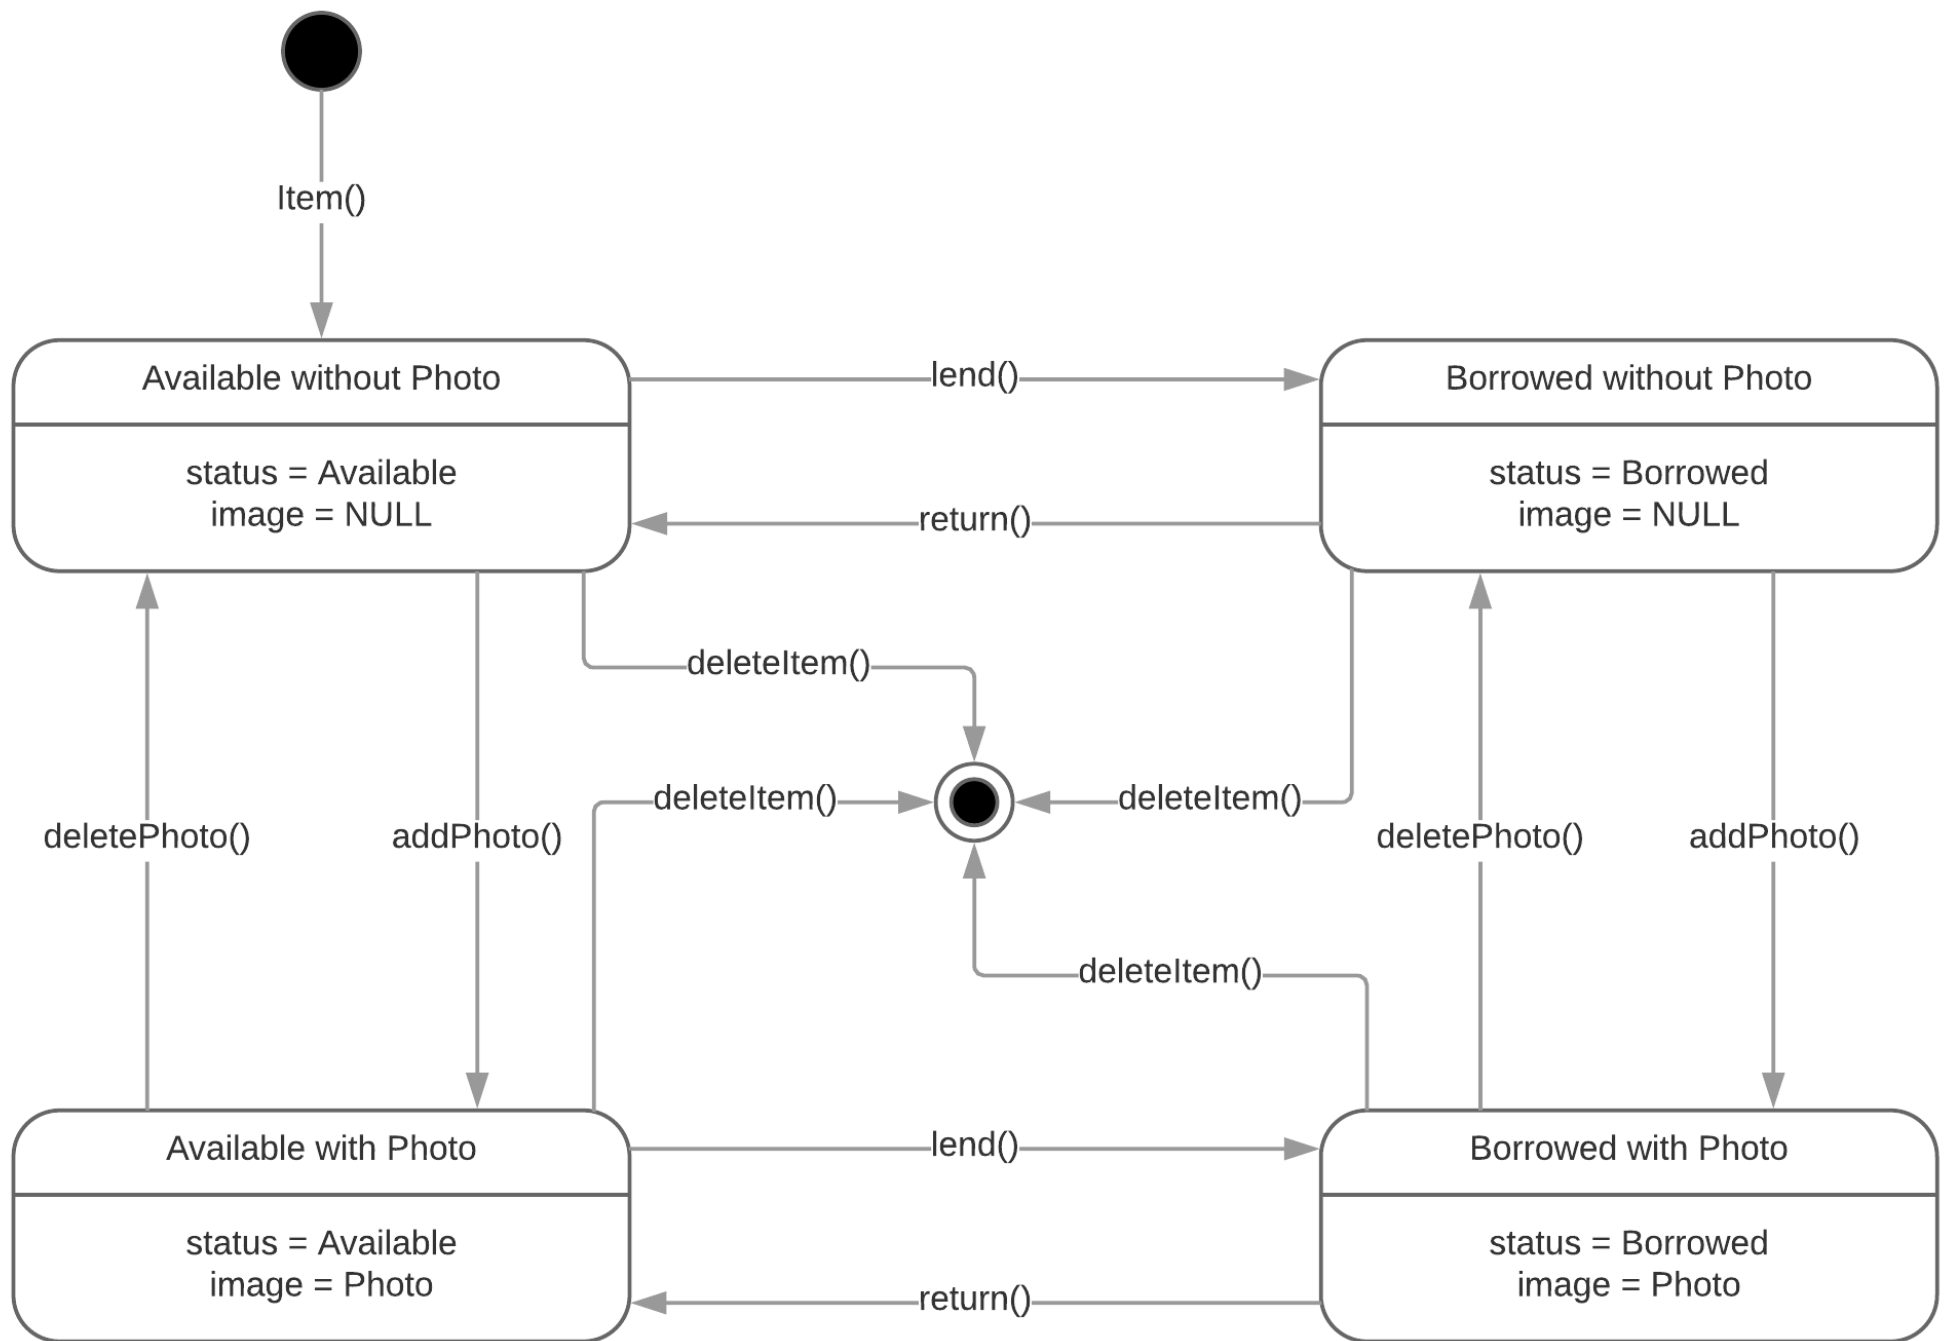 Item()
Available without Photo
lend()
Borrowed without Photo
status = Available
image = NULL
return()
status = Borrowed
image = NULL
deleteItem()
deleteItem()
deleteItem()
deletePhoto()
addPhoto()
deletePhoto()
addPhoto()
deleteItem()
Available with Photo
lend()
Borrowed with Photo
status = Available
image = Photo
return()
status = Borrowed
image = Photo